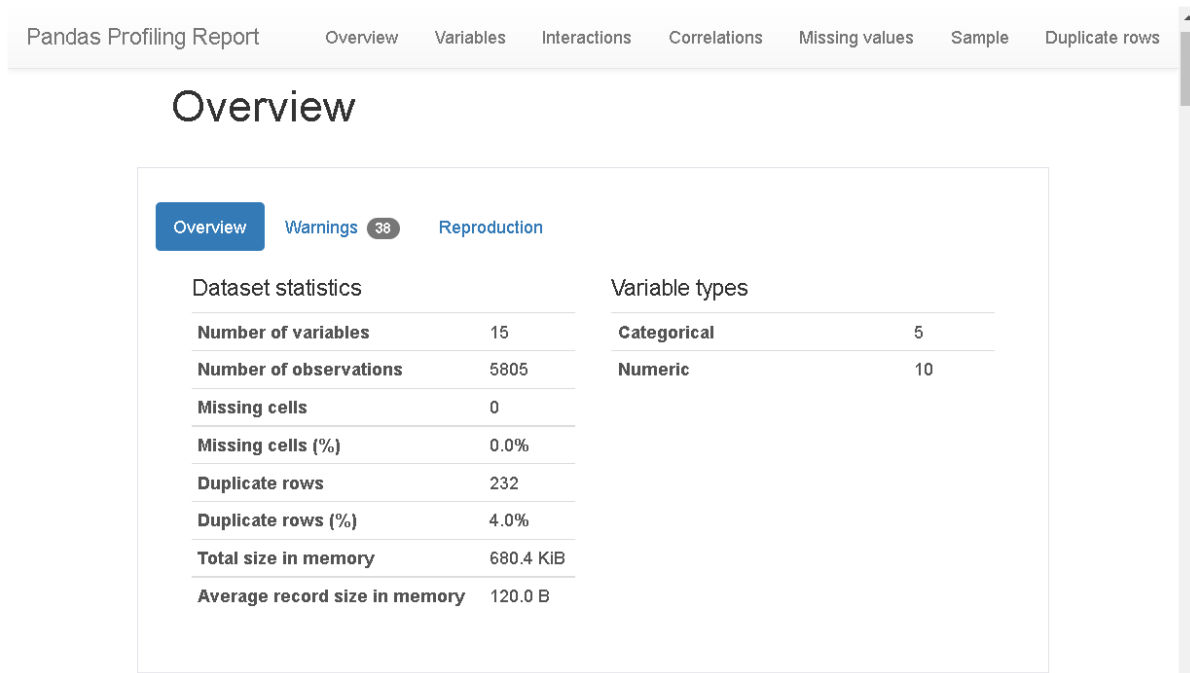 Pandas Profiling Report Overview Variables Interactions Correlations Missing values Sample Duplicate rows
Overview
Overview Warnings 38 Reproduction
Dataset statistics
Number of variables 15
Number of observations 5805
Missing cells 0
Missing cells (%) 0.0%
Duplicate rows 232
Duplicate rows (%) 4.0%
Total size in memory 680.4 KiB
Average record size in memory 120.0 B
Variable types
Categorical 5
Numeric 10